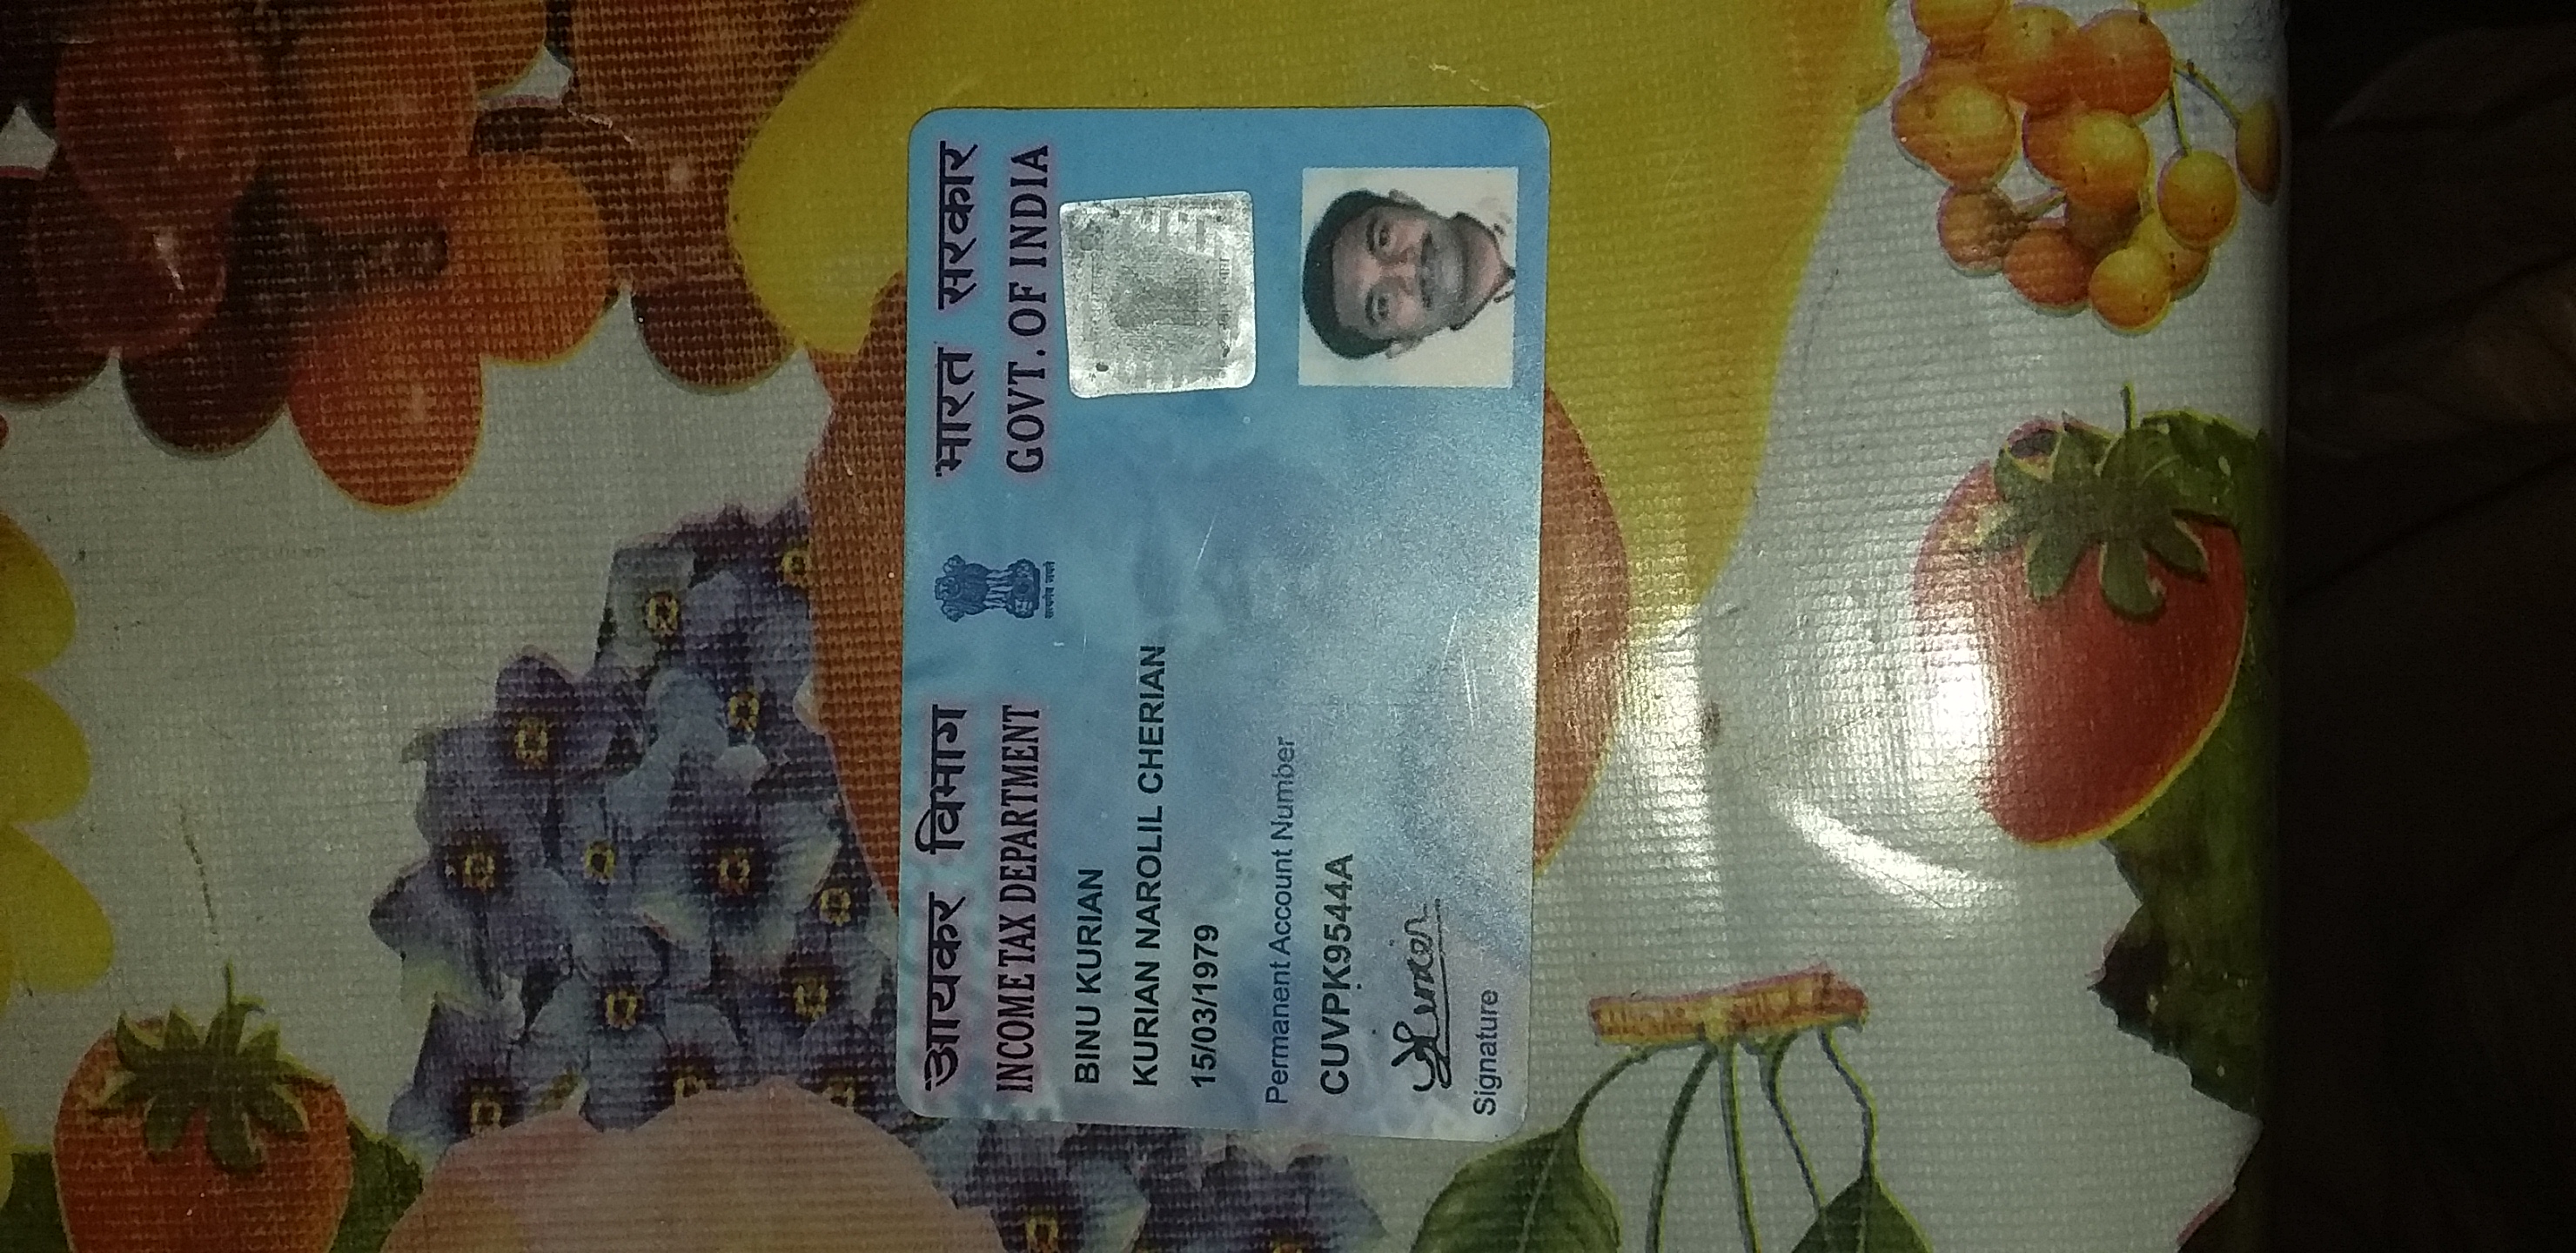 आयकर विभाग
भारत सरकार
INCOME TAX DEPARTMENT
GOVT. OF INDIA
सत्यमेव जयते
BINU KURIAN
KURIAN NAROLIL CHERIAN
15/03/1979
Permanent Account Number
CUVPK9544A
Signature